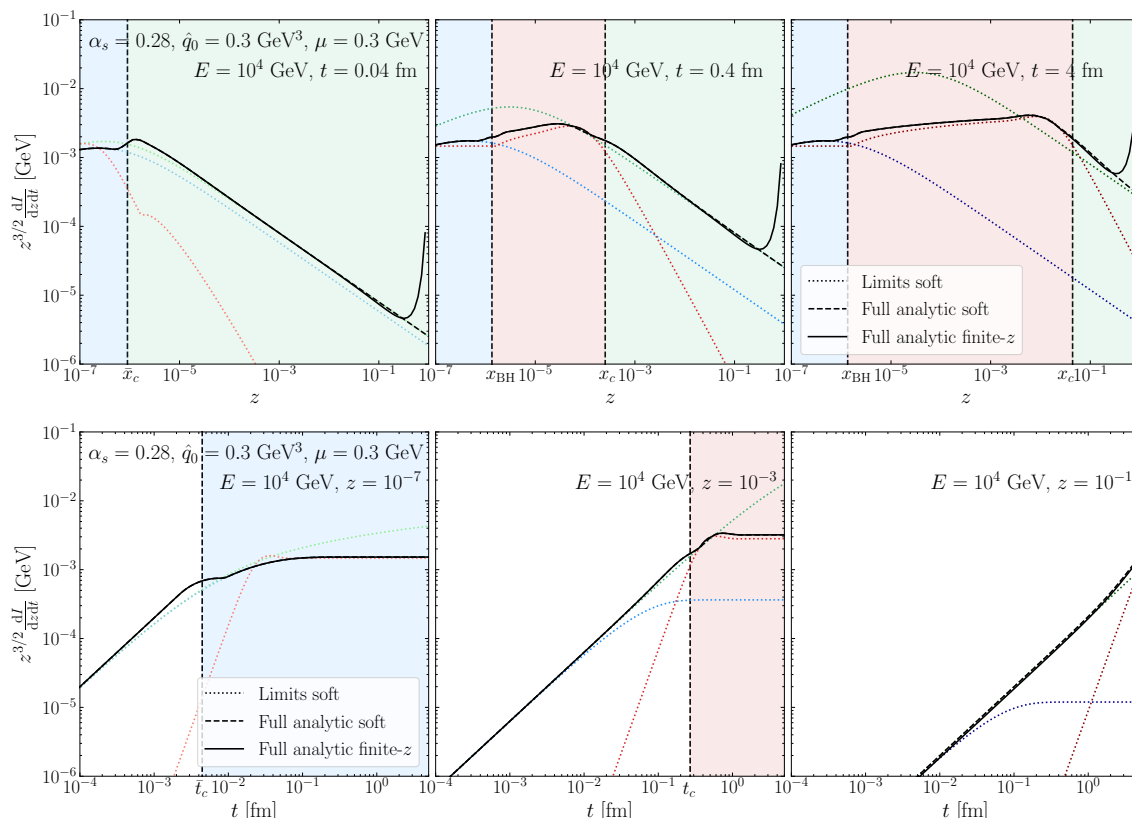 α_s = 0.28, q̂_0 = 0.3 GeV^3, μ = 0.3 GeV
E = 10^4 GeV, t = 0.04 fm
E = 10^4 GeV, t = 0.4 fm
E = 10^4 GeV, t = 4 fm
z^{3/2} dI/dzdt [GeV]
10^{-1}
10^{-2}
10^{-3}
10^{-4}
10^{-5}
10^{-6}
Limits soft
Full analytic soft
Full analytic finite-z
10^{-7} x̄_c 10^{-5} 10^{-3} 10^{-1}
10^{-7} x_BH 10^{-5} x_c 10^{-3} 10^{-1}
10^{-7} x_BH 10^{-5} 10^{-3} x_c 10^{-1}
z
z
z
α_s = 0.28, q̂_0 = 0.3 GeV^3, μ = 0.3 GeV
E = 10^4 GeV, z = 10^{-7}
E = 10^4 GeV, z = 10^{-3}
E = 10^4 GeV, z = 10^{-1}
z^{3/2} dI/dzdt [GeV]
10^{-1}
10^{-2}
10^{-3}
10^{-4}
10^{-5}
10^{-6}
Limits soft
Full analytic soft
Full analytic finite-z
10^{-4} 10^{-3} t̄_c 10^{-2} 10^{-1} 10^0
10^{-4} 10^{-3} 10^{-2} 10^{-1} t_c 10^0
10^{-4} 10^{-3} 10^{-2} 10^{-1} 10^0
t [fm]
t [fm]
t [fm]